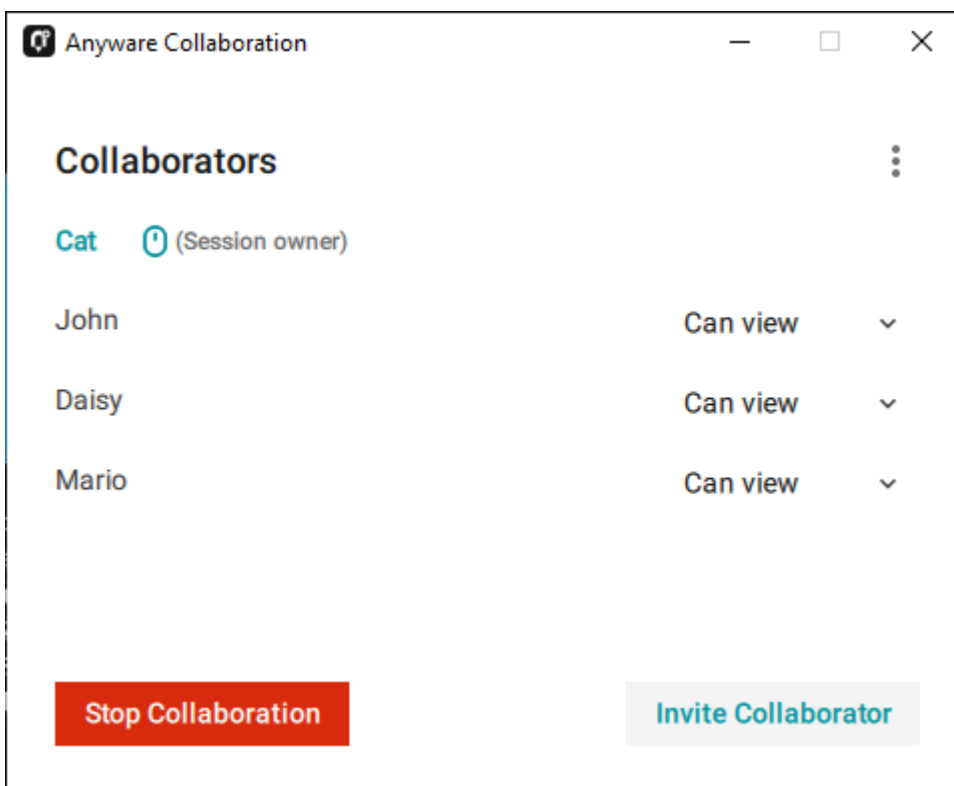 Anyware Collaboration
Collaborators
Cat (Session owner)
John Can view
Daisy Can view
Mario Can view
Stop Collaboration Invite Collaborator